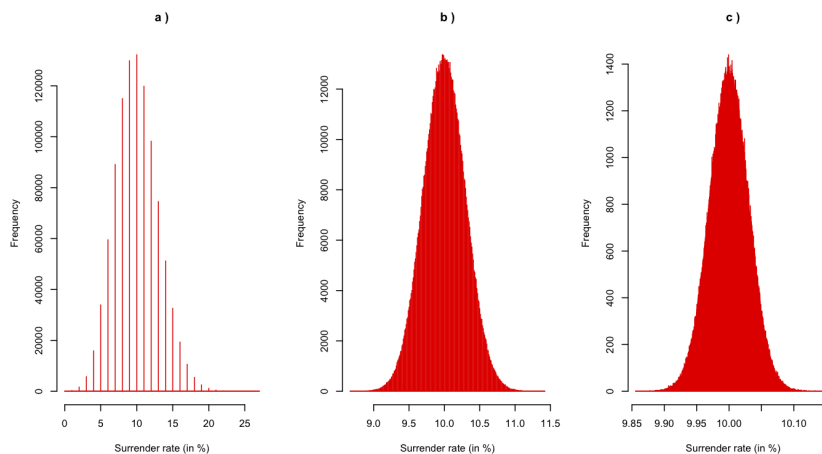 a )
Frequency
0
20000
40000
60000
80000
100000
120000
0 5 10 15 20 25
Surrender rate (in %)
b )
Frequency
0
2000
4000
6000
8000
10000
12000
9.0 9.5 10.0 10.5 11.0 11.5
Surrender rate (in %)
c )
Frequency
0
200
400
600
800
1000
1200
1400
9.85 9.90 9.95 10.00 10.10
Surrender rate (in %)